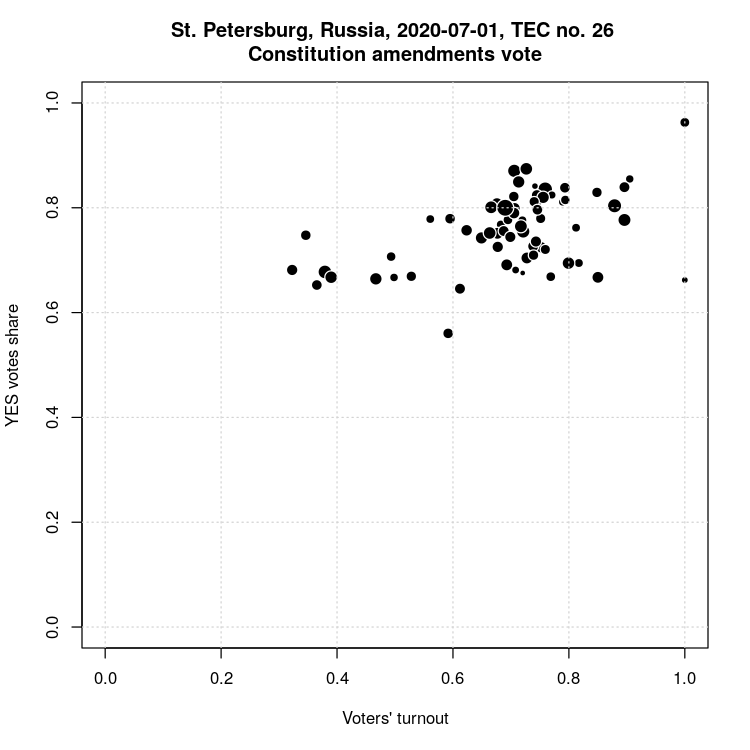 St. Petersburg, Russia, 2020-07-01, TEC no. 26
Constitution amendments vote
YES votes share
1.0
0.8
0.6
0.4
0.2
0.0
0.0 0.2 0.4 0.6 0.8 1.0
Voters' turnout